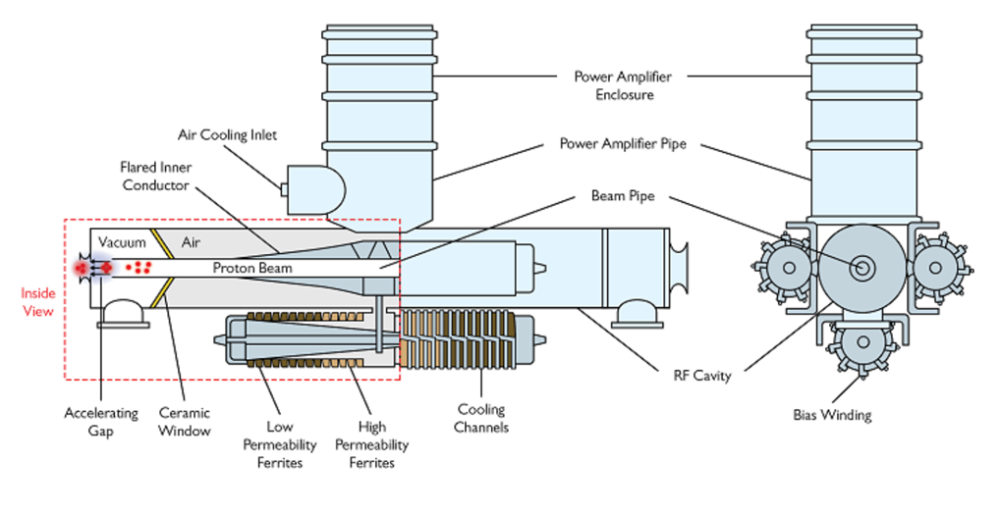 Power Amplifier
Enclosure
Air Cooling Inlet
Power Amplifier Pipe
Flared Inner
Conductor
Beam Pipe
Vacuum
Air
Proton Beam
Inside
View
RF Cavity
Accelerating
Gap
Ceramic
Window
Cooling
Channels
Bias Winding
Low
Permeability
Ferrites
High
Permeability
Ferrites